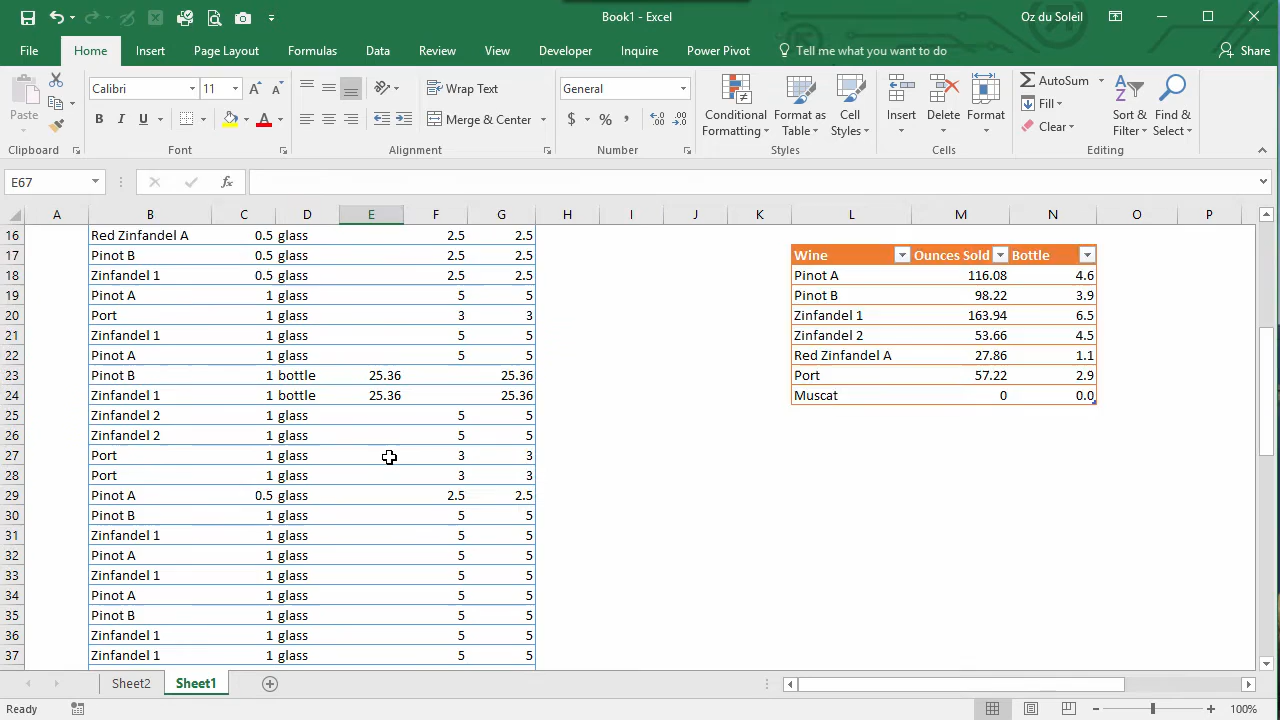 Book1 - Excel
Oz du Soleil
File Home Insert Page Layout Formulas Data Review View Developer Inquire Power Pivot Tell me what you want to do Share
Paste
Calibri 11
B I U A
Wrap Text
Merge & Center
General
$ % ,
Conditional Formatting
Format as Table
Cell Styles
Insert
Delete
Format
AutoSum
Fill
Clear
Sort & Filter
Find & Select
Clipboard Font Alignment Number Styles Cells Editing
E67 fx
A B C D E F G H I J K L M N O P
16 Red Zinfandel A 0.5 glass 2.5 2.5
17 Pinot B 0.5 glass 2.5 2.5 Wine Ounces Sold Bottle
18 Zinfandel 1 0.5 glass 2.5 2.5 Pinot A 116.08 4.6
19 Pinot A 1 glass 5 5 Pinot B 98.22 3.9
20 Port 1 glass 3 3 Zinfandel 1 163.94 6.5
21 Zinfandel 1 1 glass 5 5 Zinfandel 2 53.66 4.5
22 Pinot A 1 glass 5 5 Red Zinfandel A 27.86 1.1
23 Pinot B 1 bottle 25.36 25.36 Port 57.22 2.9
24 Zinfandel 1 1 bottle 25.36 25.36 Muscat 0 0.0
25 Zinfandel 2 1 glass 5 5
26 Zinfandel 2 1 glass 5 5
27 Port 1 glass 3 3
28 Port 1 glass 3 3
29 Pinot A 0.5 glass 2.5 2.5
30 Pinot B 1 glass 5 5
31 Zinfandel 1 1 glass 5 5
32 Pinot A 1 glass 5 5
33 Zinfandel 1 1 glass 5 5
34 Pinot A 1 glass 5 5
35 Pinot B 1 glass 5 5
36 Zinfandel 1 1 glass 5 5
37 Zinfandel 1 1 glass 5 5
Sheet2 Sheet1
Ready 100%